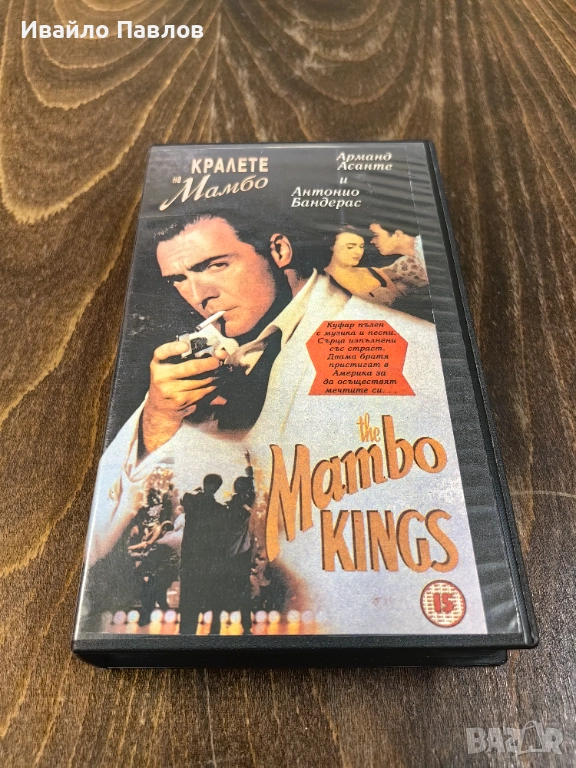 Ивайло Павлов
КРАЛЕТЕ
на
Мамбо
Арманд
Асанте
и
Антонио
Бандерас
Куфар пълен
с музика и песни.
Сърца изпълнени
със страст.
Двама братя
пристигат в
Америка за
да осъществят
мечтите си...
the
Mambo
KINGS
15
BAZAR